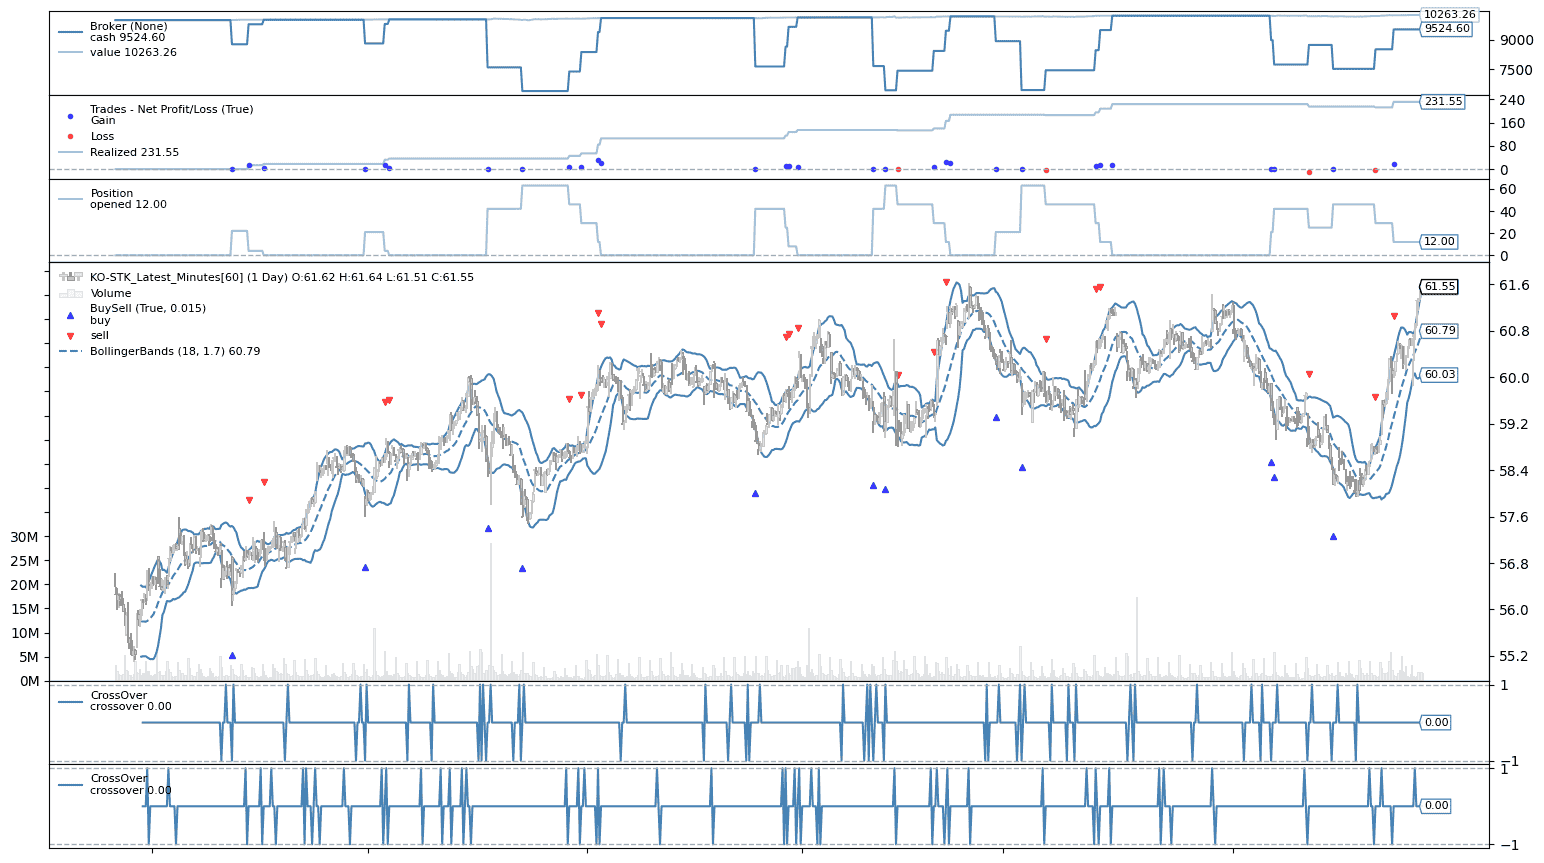 Broker (None)
cash 9524.60
value 10263.26
10263.26
9524.60
9000
7500
Trades - Net Profit/Loss (True)
Gain
Loss
Realized 231.55
231.55
240
160
80
0
Position
opened 12.00
12.00
60
40
20
0
KO-STK_Latest_Minutes[60] (1 Day) O:61.62 H:61.64 L:61.51 C:61.55
Volume
BuySell (True, 0.015)
buy
sell
BollingerBands (18, 1.7) 60.79
61.55
60.79
60.03
61.6
60.8
60.0
59.2
58.4
57.6
56.8
56.0
55.2
30M
25M
20M
15M
10M
5M
0M
CrossOver
crossover 0.00
0.00
1
−1
CrossOver
crossover 0.00
0.00
1
−1